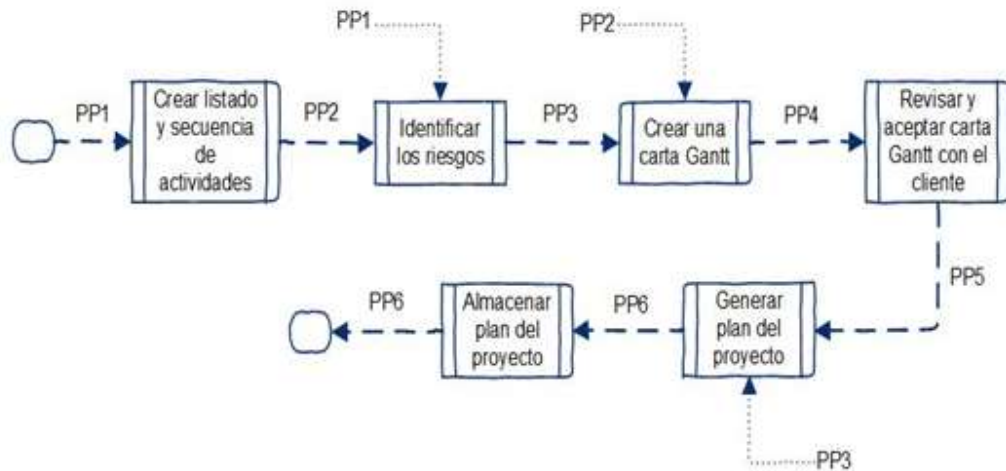 PP1
PP2
PP1
Crear listado
y secuencia
de
actividades
PP2
Identificar
los riesgos
PP3
Crear una
carta Gantt
PP4
Revisar y
aceptar carta
Gantt con el
cliente
PP5
PP6
Almacenar
plan del
proyecto
PP6
Generar
plan del
proyecto
PP3